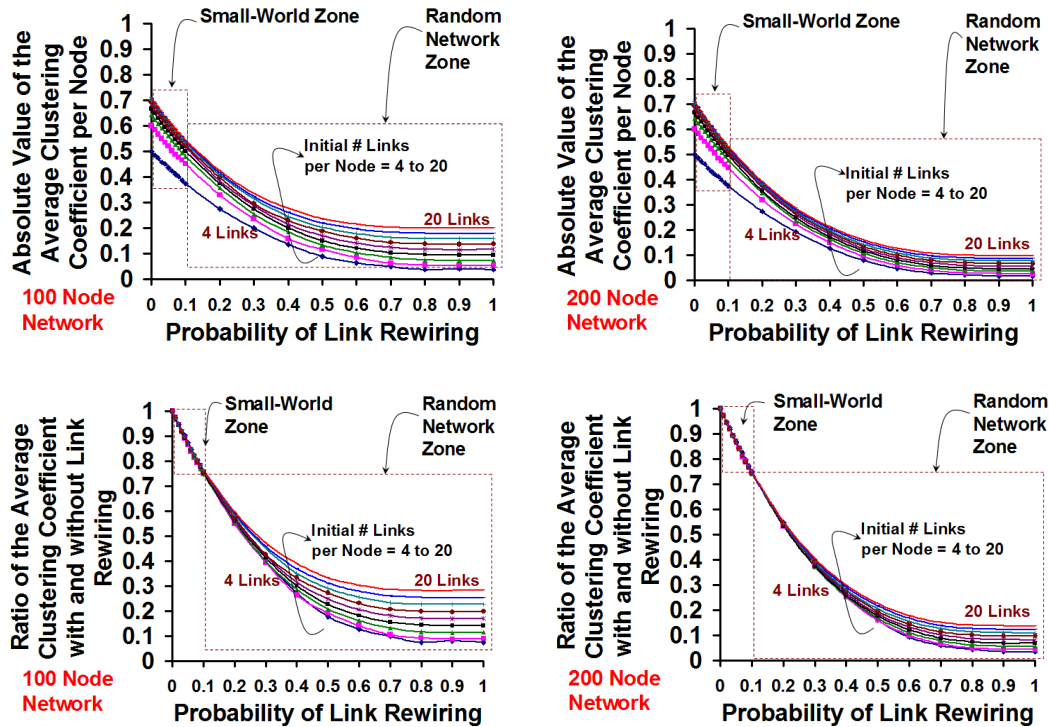 Small-World Zone
Random
Network
Zone
Absolute Value of the
Average Clustering
Coefficient per Node
1
0.9
0.8
0.7
0.6
0.5
0.4
0.3
0.2
0.1
0
Initial # Links
per Node = 4 to 20
20 Links
4 Links
0 0.1 0.2 0.3 0.4 0.5 0.6 0.7 0.8 0.9 1
100 Node
Network
Probability of Link Rewiring
Small-World Zone
Random
Network
Zone
Absolute Value of the
Average Clustering
Coefficient per Node
1
0.9
0.8
0.7
0.6
0.5
0.4
0.3
0.2
0.1
0
Initial # Links
per Node = 4 to 20
20 Links
4 Links
0 0.1 0.2 0.3 0.4 0.5 0.6 0.7 0.8 0.9 1
200 Node
Network
Probability of Link Rewiring
Small-World
Zone
Random
Network
Zone
Ratio of the Average
Clustering Coefficient
with and without Link
Rewiring
1
0.9
0.8
0.7
0.6
0.5
0.4
0.3
0.2
0.1
0
Initial # Links
per Node = 4 to 20
20 Links
4 Links
0 0.1 0.2 0.3 0.4 0.5 0.6 0.7 0.8 0.9 1
100 Node
Network
Probability of Link Rewiring
Small-World
Zone
Random
Network
Zone
Ratio of the Average
Clustering Coefficient
with and without Link
Rewiring
1
0.9
0.8
0.7
0.6
0.5
0.4
0.3
0.2
0.1
0
Initial # Links
per Node = 4 to 20
20 Links
4 Links
0 0.1 0.2 0.3 0.4 0.5 0.6 0.7 0.8 0.9 1
200 Node
Network
Probability of Link Rewiring